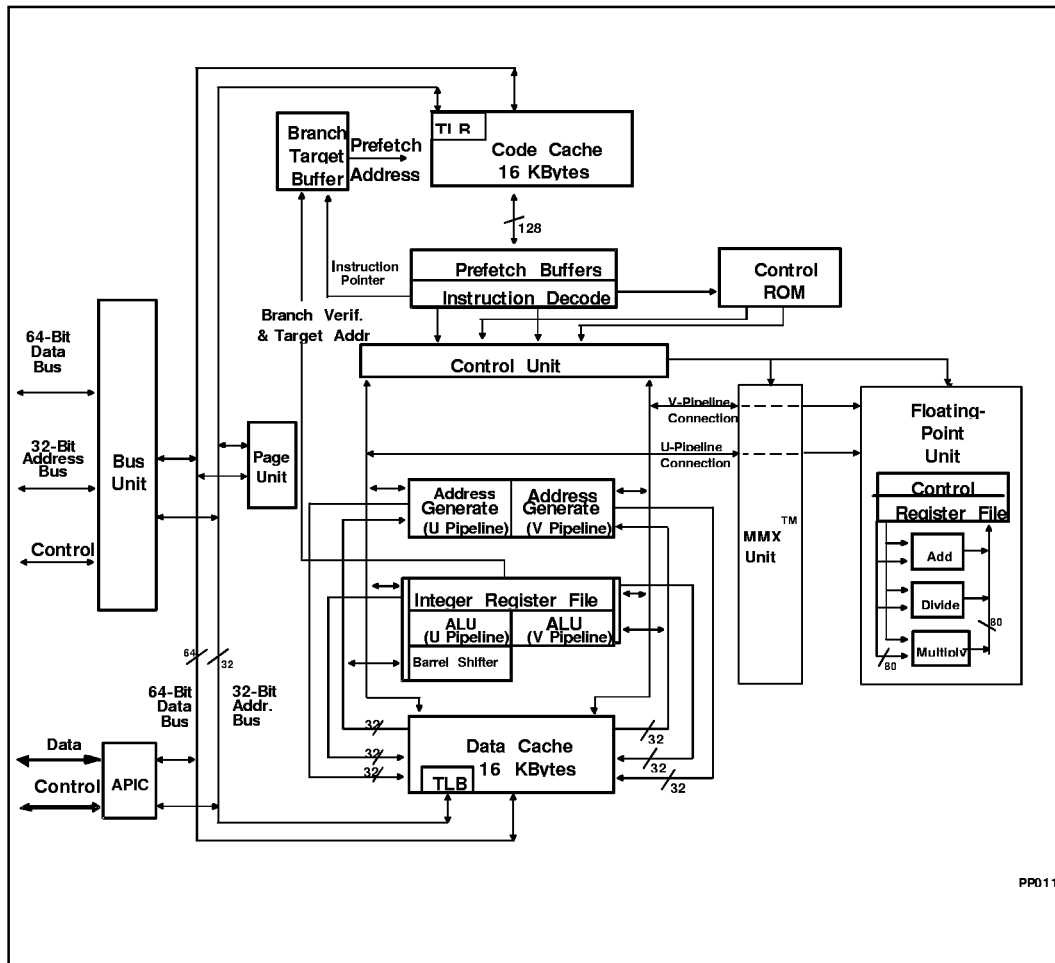 TLB
Code Cache
16 KBytes
Branch
Target
Buffer
Prefetch
Address
128
Instruction
Pointer
Prefetch Buffers
Instruction Decode
Control
ROM
Branch Verif.
& Target Addr
Control Unit
64-Bit
Data
Bus
32-Bit
Address
Bus
Control
Bus
Unit
Page
Unit
V-Pipeline
Connection
U-Pipeline
Connection
Address
Generate
(U Pipeline)
Address
Generate
(V Pipeline)
MMX™
Unit
Floating-
Point
Unit
Control
Register File
Add
Divide
Multiply
80
80
Integer Register File
ALU
(U Pipeline)
ALU
(V Pipeline)
Barrel Shifter
64
32
64-Bit
Data
Bus
32-Bit
Addr.
Bus
32
32
32
32
32
32
Data Cache
16 KBytes
TLB
Data
Control
APIC
PP011